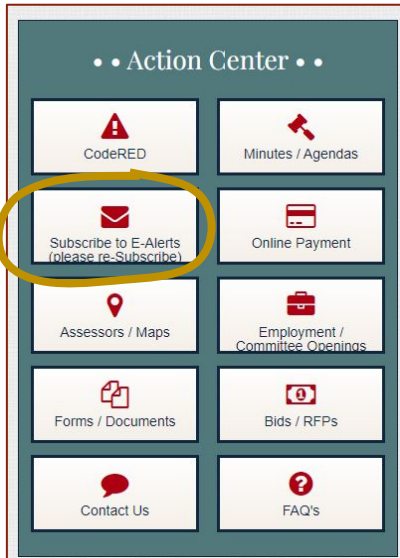 • • Action Center • •
CodeRED
Minutes / Agendas
Subscribe to E-Alerts
(please re-Subscribe)
Online Payment
Assessors / Maps
Employment /
Committee Openings
Forms / Documents
Bids / RFPs
Contact Us
FAQ's